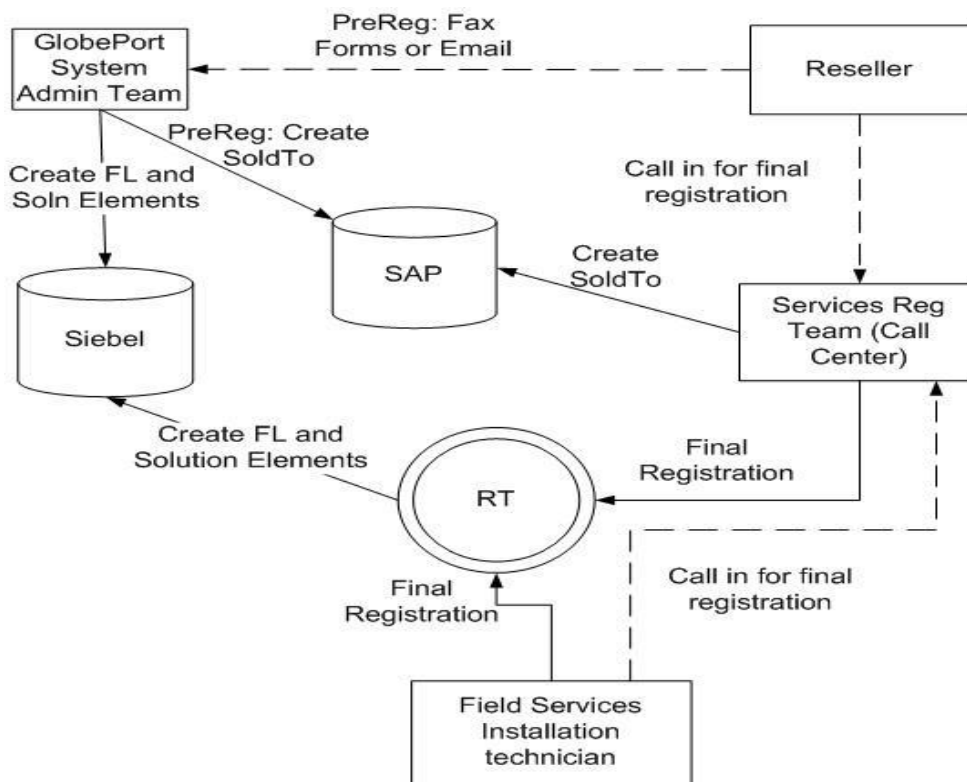 GlobePort
System
Admin Team
PreReg: Fax
Forms or Email
Reseller
PreReg: Create
SoldTo
Create FL and
Soln Elements
Call in for final
registration
SAP
Create
SoldTo
Siebel
Services Reg
Team (Call
Center)
Create FL and
Solution Elements
RT
Final
Registration
Final
Registration
Call in for final
registration
Field Services
Installation
technician